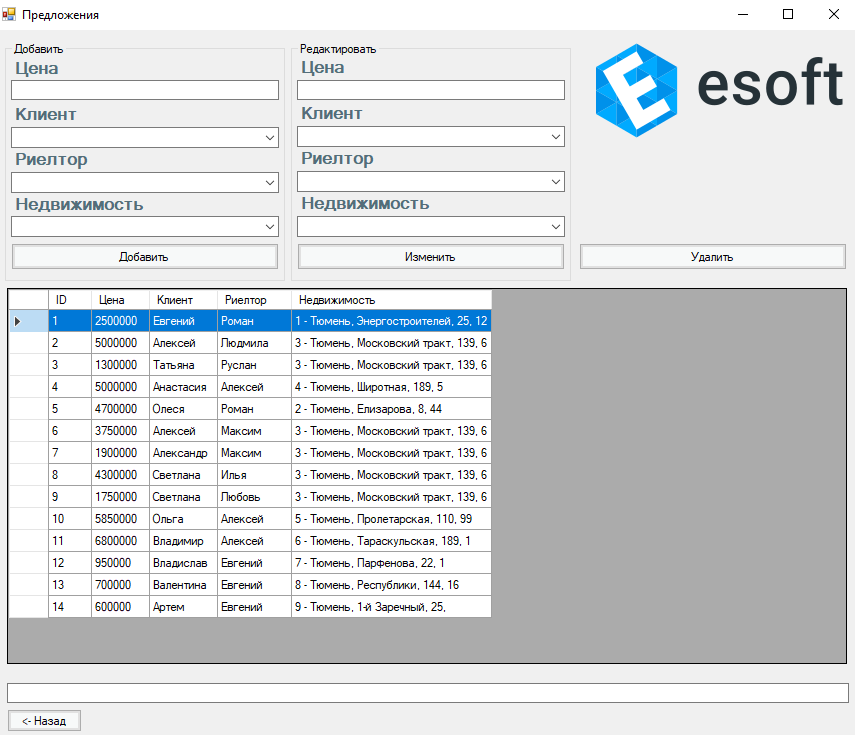 Предложения
Добавить
Цена
Клиент
Риелтор
Недвижимость
Добавить
Редактировать
Цена
Клиент
Риелтор
Недвижимость
Изменить
esoft
Удалить
ID Цена Клиент Риелтор Недвижимость
1 2500000 Евгений Роман 1 - Тюмень, Энергостроителей, 25, 12
2 5000000 Алексей Людмила 3 - Тюмень, Московский тракт, 139, 6
3 1300000 Татьяна Руслан 3 - Тюмень, Московский тракт, 139, 6
4 5000000 Анастасия Алексей 4 - Тюмень, Широтная, 189, 5
5 4700000 Олеся Роман 2 - Тюмень, Елизарова, 8, 44
6 3750000 Алексей Максим 3 - Тюмень, Московский тракт, 139, 6
7 1900000 Александр Максим 3 - Тюмень, Московский тракт, 139, 6
8 4300000 Светлана Илья 3 - Тюмень, Московский тракт, 139, 6
9 1750000 Светлана Любовь 3 - Тюмень, Московский тракт, 139, 6
10 5850000 Ольга Алексей 5 - Тюмень, Пролетарская, 110, 99
11 6800000 Владимир Алексей 6 - Тюмень, Тараскульская, 189, 1
12 950000 Владислав Евгений 7 - Тюмень, Парфенова, 22, 1
13 700000 Валентина Евгений 8 - Тюмень, Республики, 144, 16
14 600000 Артем Евгений 9 - Тюмень, 1-й Заречный, 25,
<- Назад